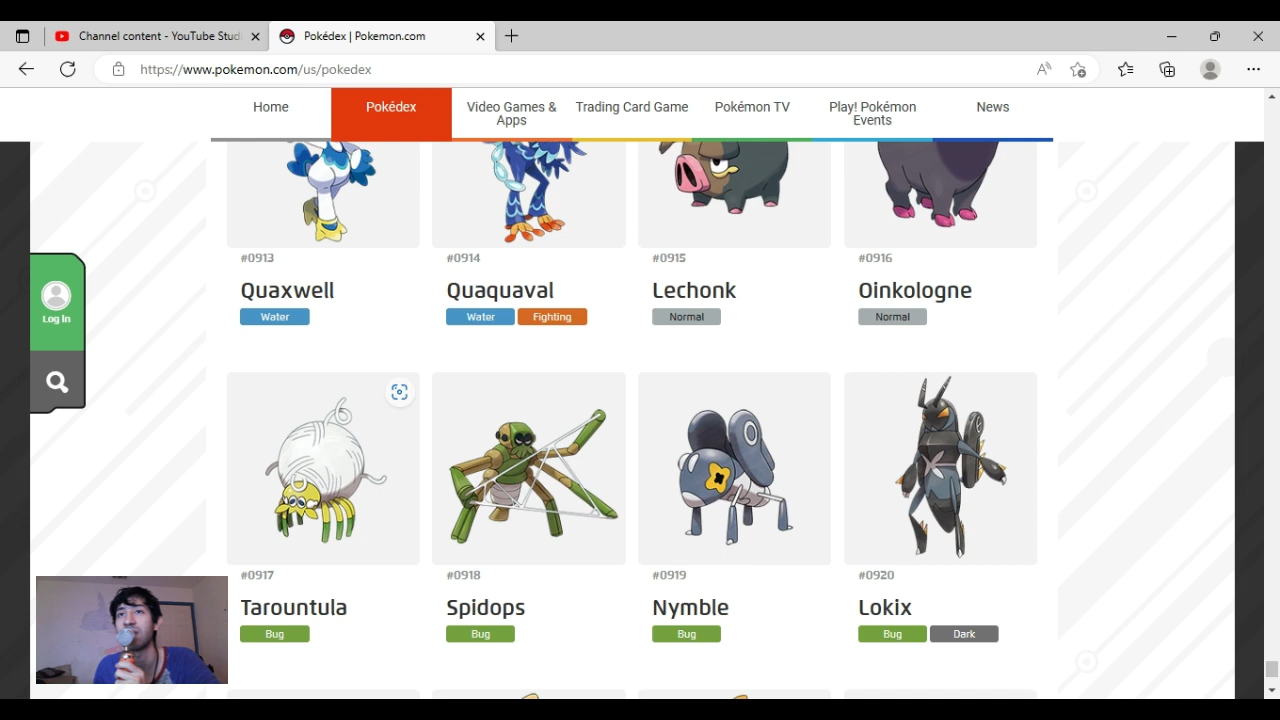 Channel content - YouTube Studi
Pokédex | Pokemon.com
https://www.pokemon.com/us/pokedex
Home
Pokédex
Video Games &
Apps
Trading Card Game
Pokémon TV
Play! Pokémon
Events
News
Log In
#0913
#0914
#0915
#0916
Quaxwell
Quaquaval
Lechonk
Oinkologne
Water
Water Fighting
Normal
Normal
#0917
#0918
#0919
#0920
Tarountula
Spidops
Nymble
Lokix
Bug
Bug
Bug
Bug Dark